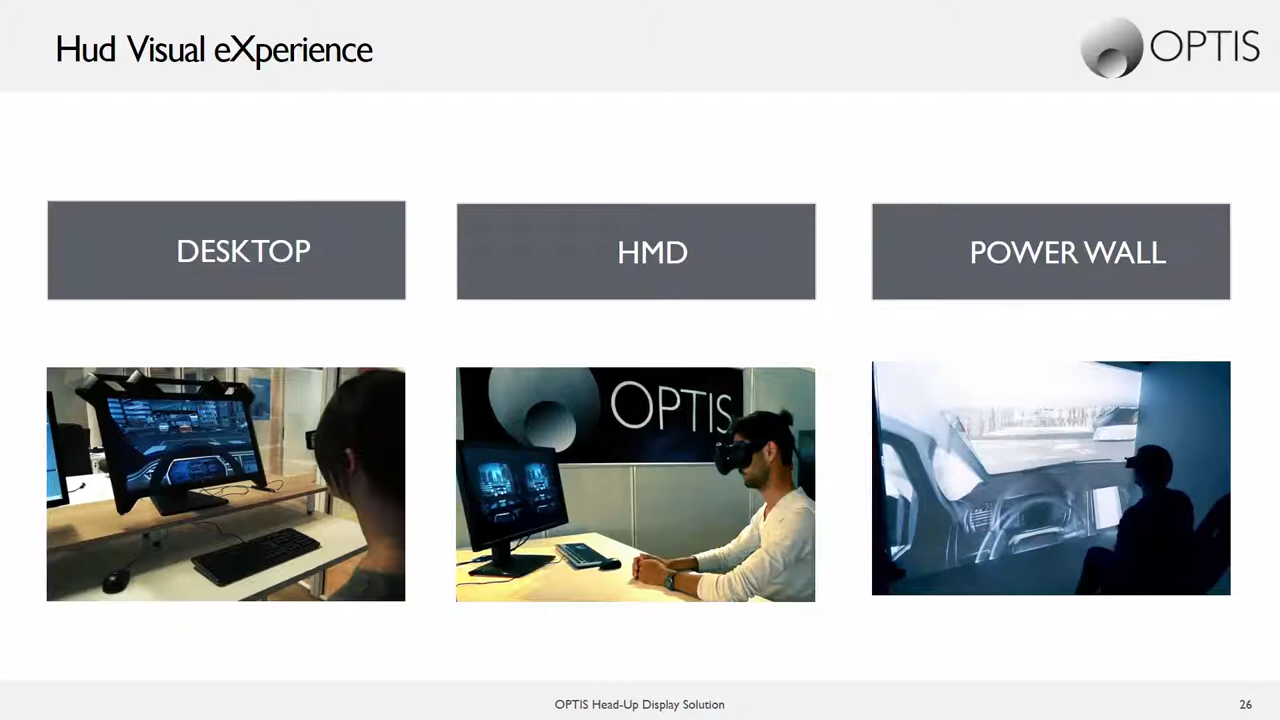 Hud Visual eXperience
OPTIS
DESKTOP
HMD
POWER WALL
OPTIS
OPTIS Head-Up Display Solution
26